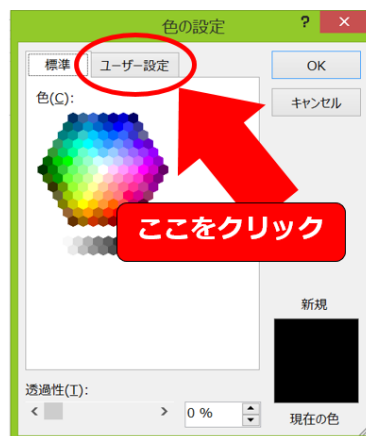 色の設定
? ×
標準 ユーザー設定
OK
キャンセル
色(C):
ここをクリック
新規
透過性(T):
< > 0 %
現在の色